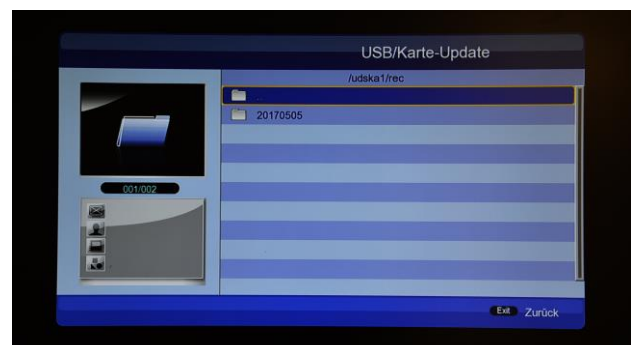 USB/Karte-Update
/udska1/rec
..
20170505
001/002
Exit Zurück